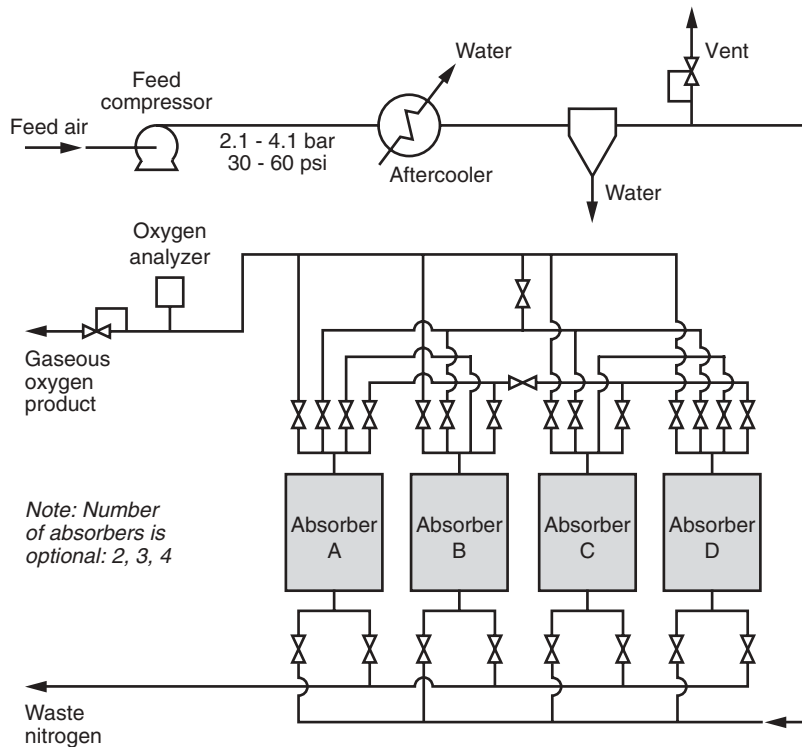 Water
Vent
Feed
compressor
Feed air
2.1 - 4.1 bar
30 - 60 psi
Aftercooler
Water
Oxygen
analyzer
Gaseous
oxygen
product
Note: Number
of absorbers is
optional: 2, 3, 4
Absorber
A
Absorber
B
Absorber
C
Absorber
D
Waste
nitrogen